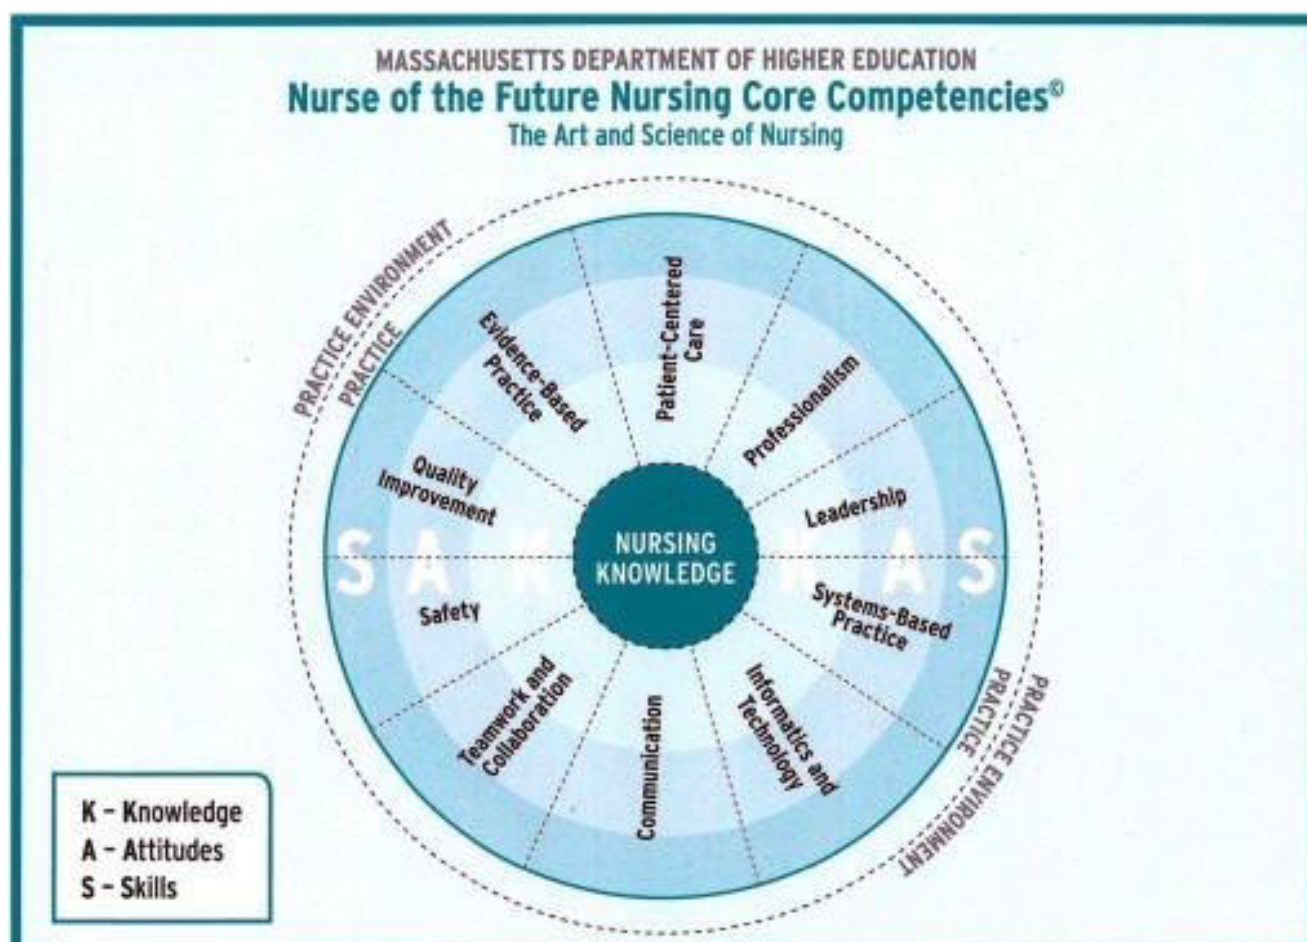 MASSACHUSETTS DEPARTMENT OF HIGHER EDUCATION
Nurse of the Future Nursing Core Competencies©
The Art and Science of Nursing
PRACTICE ENVIRONMENT
PRACTICE
Patient-Centered
Care
Professionalism
Leadership
Systems-Based
Practice
Informatics and
Technology
Communication
Teamwork and
Collaboration
Safety
Quality
Improvement
Evidence-Based
Practice
S A K
NURSING
KNOWLEDGE
K A S
PRACTICE
PRACTICE ENVIRONMENT
K – Knowledge
A – Attitudes
S – Skills